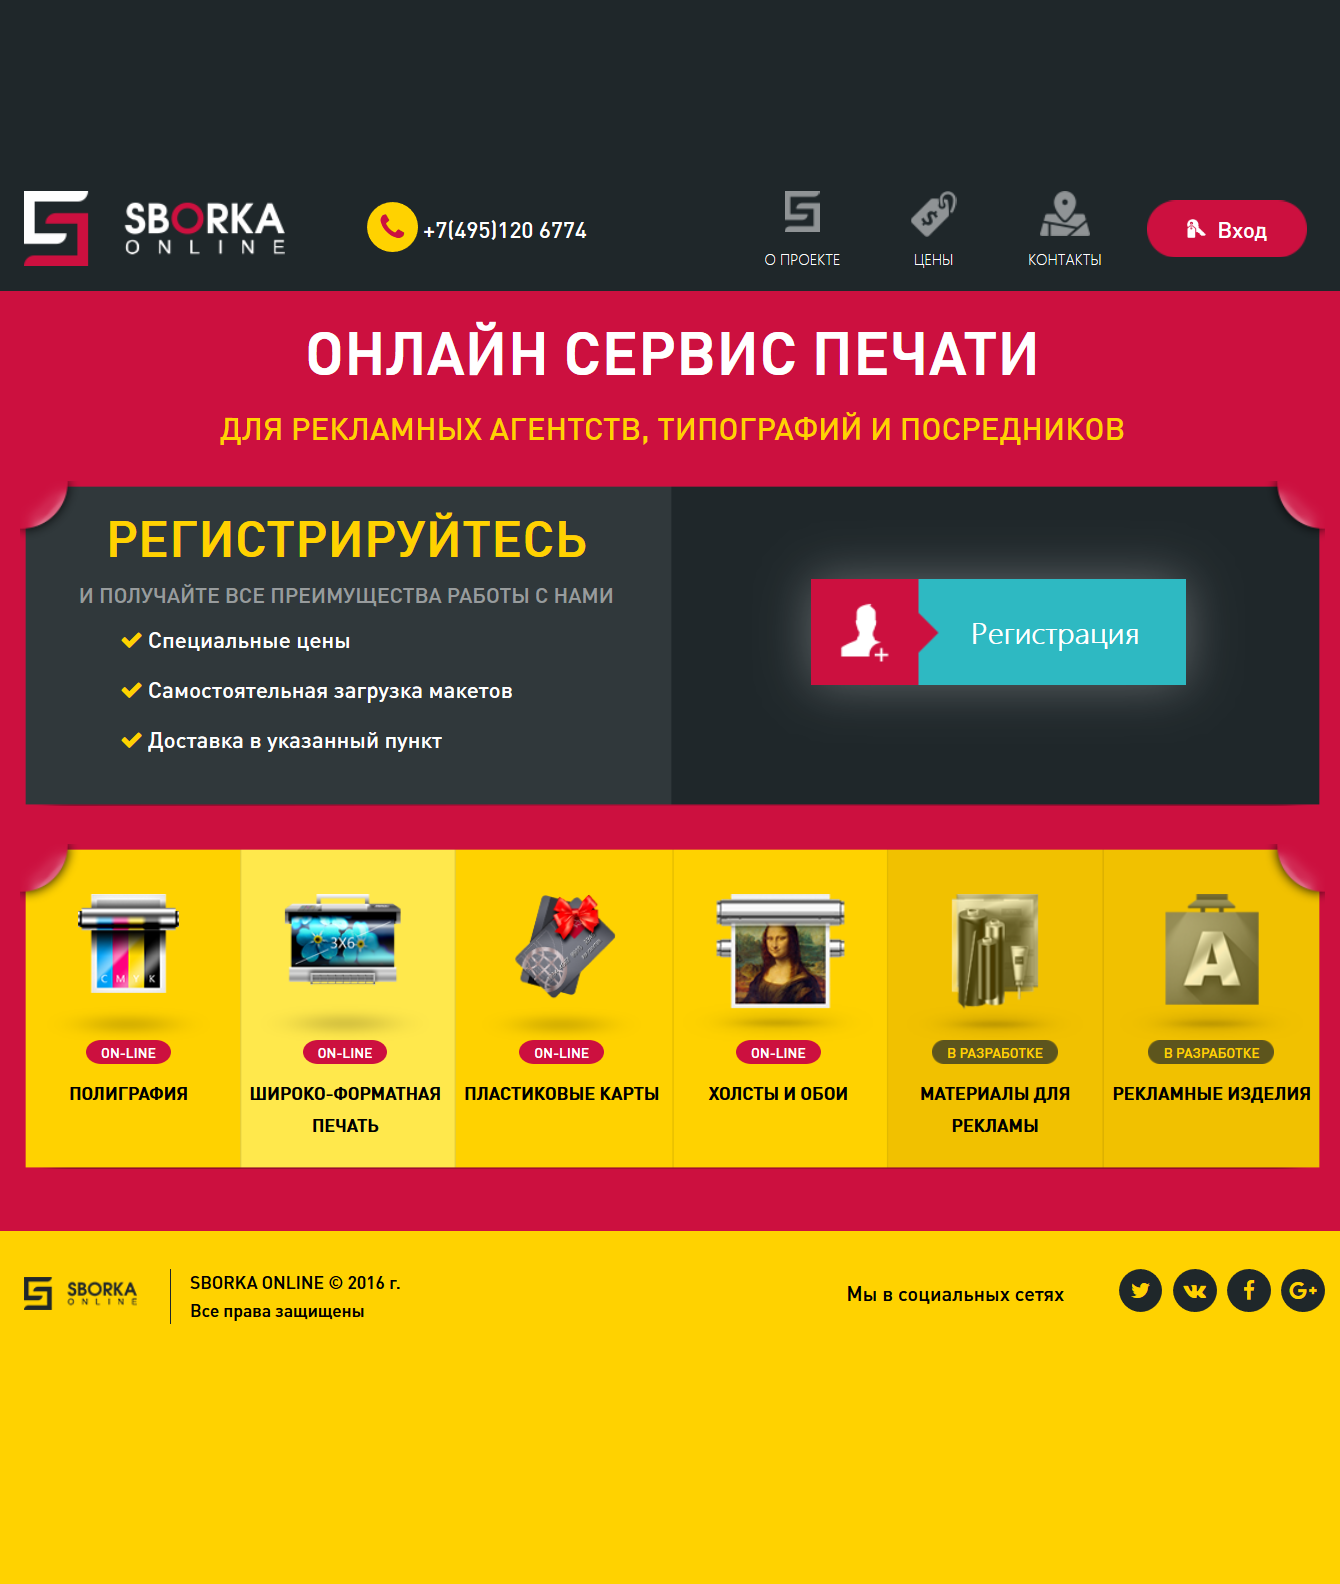 SBORKA
ONLINE
+7(495)120 6774
О ПРОЕКТЕ
ЦЕНЫ
КОНТАКТЫ
Вход
ОНЛАЙН СЕРВИС ПЕЧАТИ
ДЛЯ РЕКЛАМНЫХ АГЕНТСТВ, ТИПОГРАФИЙ И ПОСРЕДНИКОВ
РЕГИСТРИРУЙТЕСЬ
И ПОЛУЧАЙТЕ ВСЕ ПРЕИМУЩЕСТВА РАБОТЫ С НАМИ
Специальные цены
Самостоятельная загрузка макетов
Доставка в указанный пункт
Регистрация
C M Y K
ON-LINE
ПОЛИГРАФИЯ
3X6
ON-LINE
ШИРОКО-ФОРМАТНАЯ
ПЕЧАТЬ
ON-LINE
ПЛАСТИКОВЫЕ КАРТЫ
ON-LINE
ХОЛСТЫ И ОБОИ
В РАЗРАБОТКЕ
МАТЕРИАЛЫ ДЛЯ
РЕКЛАМЫ
A
В РАЗРАБОТКЕ
РЕКЛАМНЫЕ ИЗДЕЛИЯ
SBORKA
ONLINE
SBORKA ONLINE © 2016 г.
Все права защищены
Мы в социальных сетях